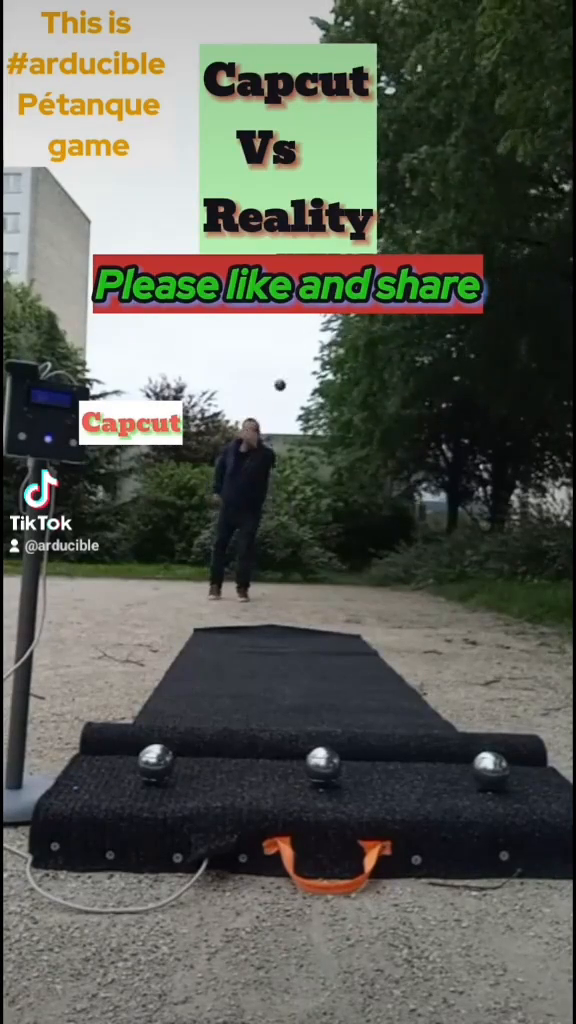 This is
#arducible
Pétanque
game
Capcut
Vs
Reality
Please like and share
Capcut
TikTok
@arducible